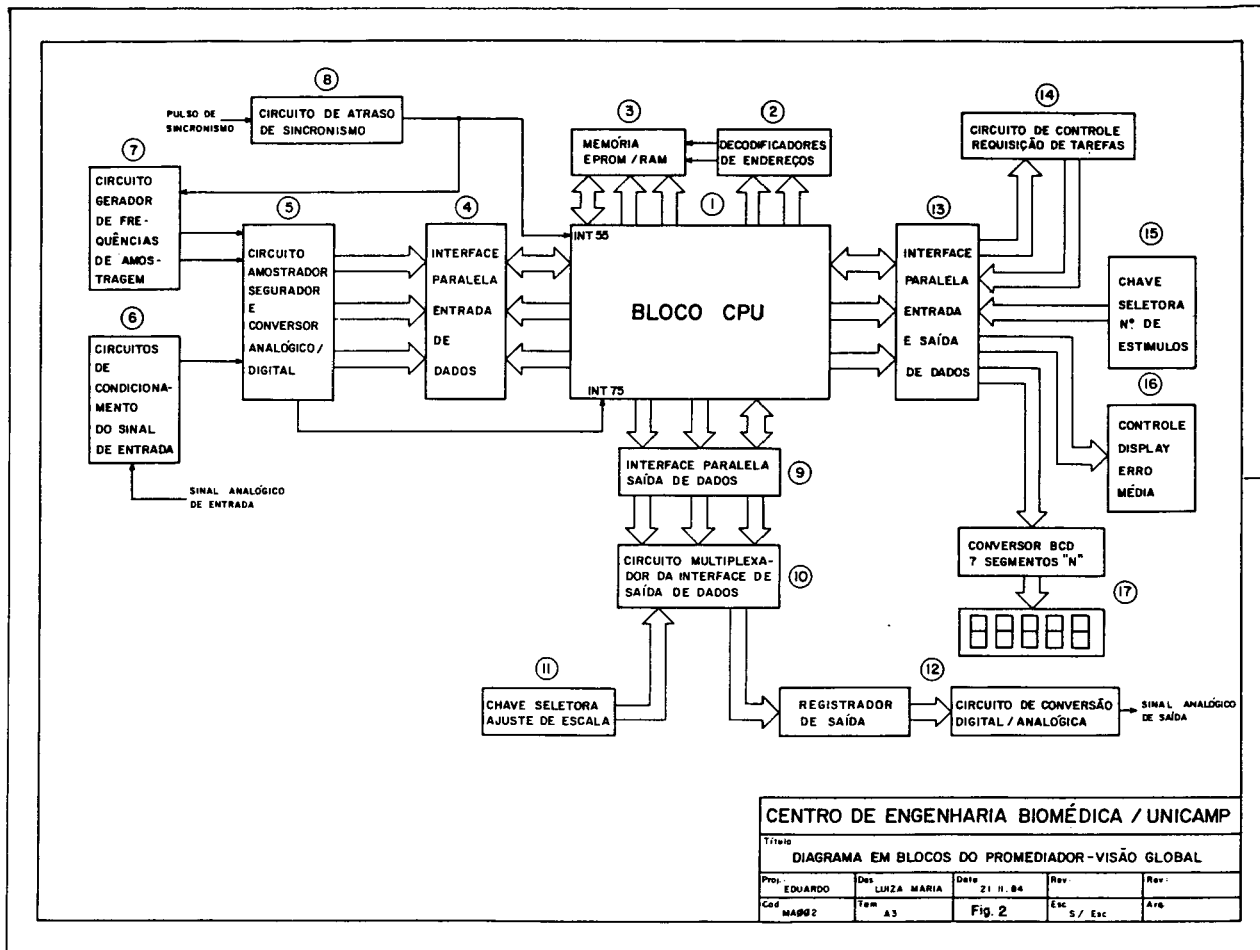 8
PULSO DE
SINCRONISMO
CIRCUITO DE ATRASO
DE SINCRONISMO
7
CIRCUITO
GERADOR
DE FRE-
QUÊNCIAS
DE AMOS-
TRAGEM
5
CIRCUITO
AMOSTRADOR
SEGURADOR
E
CONVERSOR
ANALÓGICO/
DIGITAL
4
INTERFACE
PARALELA
ENTRADA
DE
DADOS
6
CIRCUITOS
DE
CONDICIONA-
MENTO
DO SINAL
DE ENTRADA
SINAL ANALÓGICO
DE ENTRADA
3
MEMÓRIA
EPROM / RAM
2
DECODIFICADORES
DE ENDEREÇOS
1
INT 55
BLOCO CPU
INT 75
13
INTERFACE
PARALELA
ENTRADA
E SAÍDA
DE DADOS
14
CIRCUITO DE CONTROLE
REQUISIÇÃO DE TAREFAS
15
CHAVE
SELETORA
Nº DE
ESTIMULOS
16
CONTROLE
DISPLAY
ERRO
MÉDIA
INTERFACE PARALELA
SAÍDA DE DADOS
9
CIRCUITO MULTIPLEXA-
DOR DA INTERFACE DE
SAÍDA DE DADOS
10
CONVERSOR BCD
7 SEGMENTOS "N"
17
11
CHAVE SELETORA
AJUSTE DE ESCALA
12
REGISTRADOR
DE SAÍDA
CIRCUITO DE CONVERSÃO
DIGITAL / ANALÓGICA
SINAL ANALÓGICO
DE SAÍDA
CENTRO DE ENGENHARIA BIOMÉDICA / UNICAMP
Título
DIAGRAMA EM BLOCOS DO PROMEDIADOR - VISÃO GLOBAL
Proj.: EDUARDO
Des LUIZA MARIA
Data 21 11. 84
Rev.
Rev.
Cod MA002
Tam A3
Fig. 2
Esc S / Esc
Arq